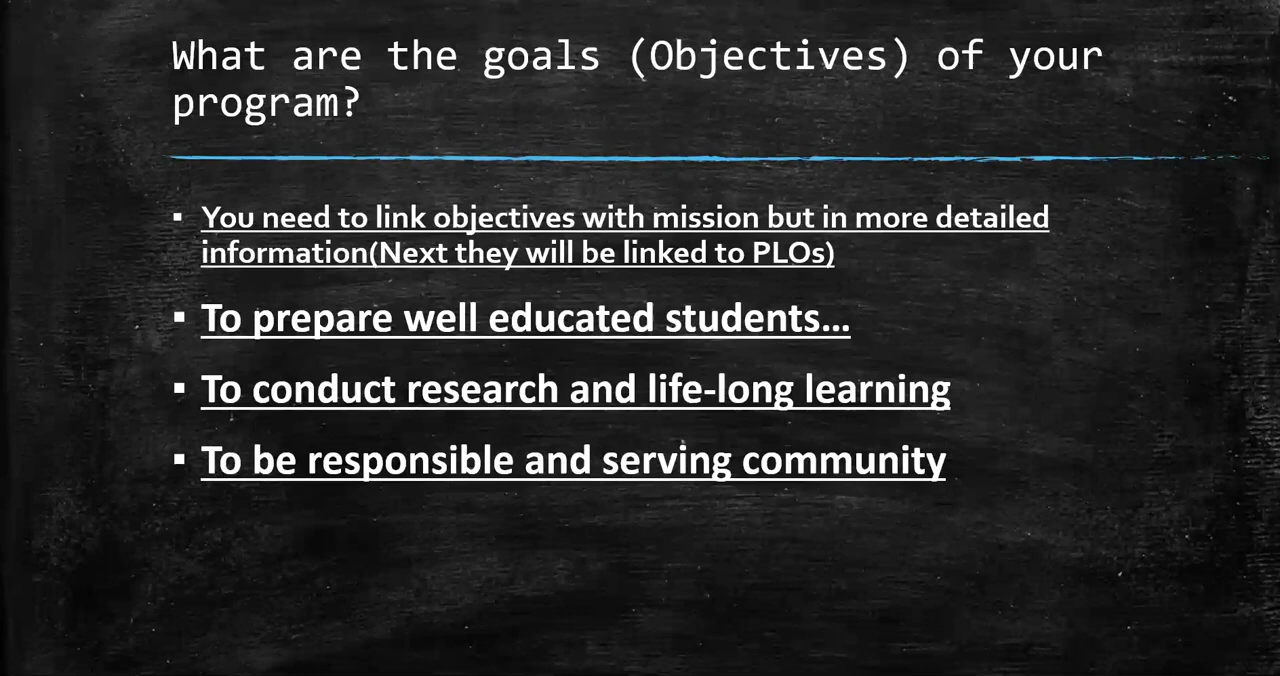 What are the goals (Objectives) of your
program?
▪ You need to link objectives with mission but in more detailed
information(Next they will be linked to PLOs)
▪ To prepare well educated students...
▪ To conduct research and life-long learning
▪ To be responsible and serving community